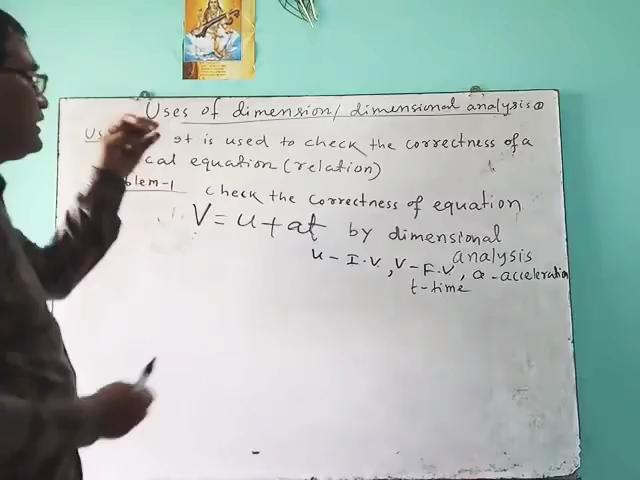 Uses of dimension/dimensional analysis
It is used to check the correctness of a
cal equation (relation)
blem-1 Check the correctness of equation
V = u + at by dimensional
analysis
u - I.V, V - F.V, a - acceleration
t - time